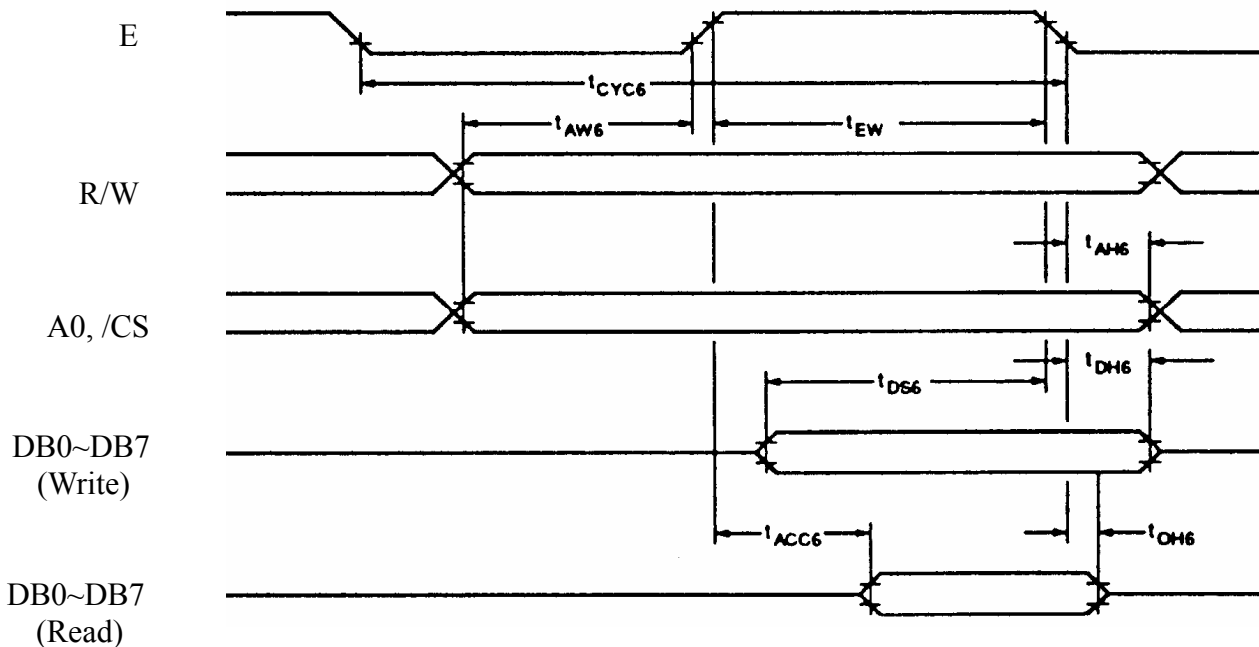 E
tCYC6
tAW6
tEW
R/W
tAH6
A0, /CS
tDH6
tDS6
DB0~DB7
(Write)
tACC6
tOH6
DB0~DB7
(Read)